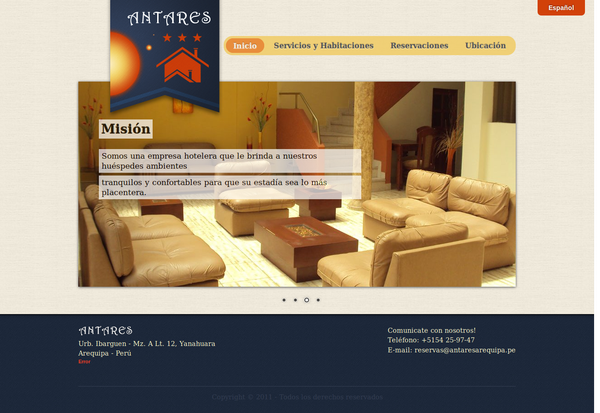 Español
ANTARES
Inicio
Servicios y Habitaciones
Reservaciones
Ubicación
Misión
Somos una empresa hotelera que le brinda a nuestros
huéspedes ambientes
tranquilos y confortables para que su estadía sea lo más
placentera.
ANTARES
Urb. Ibarguen - Mz. A Lt. 12, Yanahuara
Arequipa - Perú
Error
Comunicate con nosotros!
Teléfono: +5154 25-97-47
E-mail: reservas@antaresarequipa.pe
Copyright © 2011 - Todos los derechos reservados